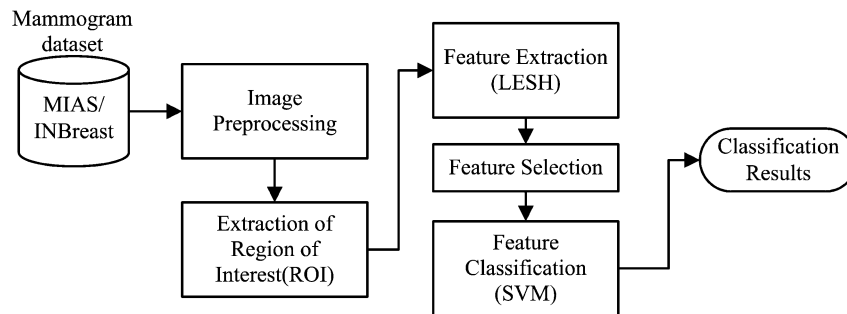 Mammogram
dataset
MIAS/
INBreast
Image
Preprocessing
Extraction of
Region of
Interest(ROI)
Feature Extraction
(LESH)
Feature Selection
Feature
Classification
(SVM)
Classification
Results